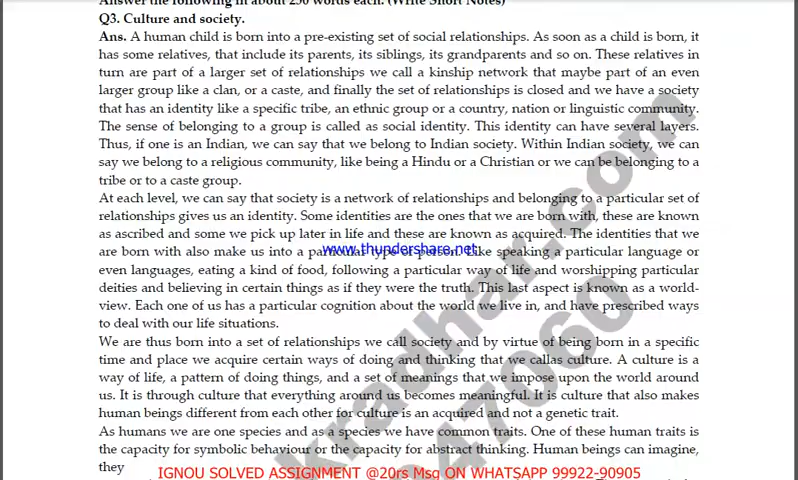 Answer the following in about 250 words each. (Write Short Notes)
Q3. Culture and society.
Ans. A human child is born into a pre-existing set of social relationships. As soon as a child is born, it
has some relatives, that include its parents, its siblings, its grandparents and so on. These relatives in
turn are part of a larger set of relationships we call a kinship network that maybe part of an even
larger group like a clan, or a caste, and finally the set of relationships is closed and we have a society
that has an identity like a specific tribe, an ethnic group or a country, nation or linguistic community.
The sense of belonging to a group is called as social identity. This identity can have several layers.
Thus, if one is an Indian, we can say that we belong to Indian society. Within Indian society, we can
say we belong to a religious community, like being a Hindu or a Christian or we can be belonging to a
tribe or to a caste group.
At each level, we can say that society is a network of relationships and belonging to a particular set of
relationships gives us an identity. Some identities are the ones that we are born with, these are known
as ascribed and some we pick up later in life and these are known as acquired. The identities that we
are born with also make us into a particular type of person. Like speaking a particular language or
www.thundershare.net
even languages, eating a kind of food, following a particular way of life and worshipping particular
deities and believing in certain things as if they were the truth. This last aspect is known as a world-
view. Each one of us has a particular cognition about the world we live in, and have prescribed ways
to deal with our life situations.
We are thus born into a set of relationships we call society and by virtue of being born in a specific
time and place we acquire certain ways of doing and thinking that we callas culture. A culture is a
way of life, a pattern of doing things, and a set of meanings that we impose upon the world around
us. It is through culture that everything around us becomes meaningful. It is culture that also makes
human beings different from each other for culture is an acquired and not a genetic trait.
As humans we are one species and as a species we have common traits. One of these human traits is
the capacity for symbolic behaviour or the capacity for abstract thinking. Human beings can imagine,
they
kradhar.com
047060
IGNOU SOLVED ASSIGNMENT @20rs Msg ON WHATSAPP 99922-90905